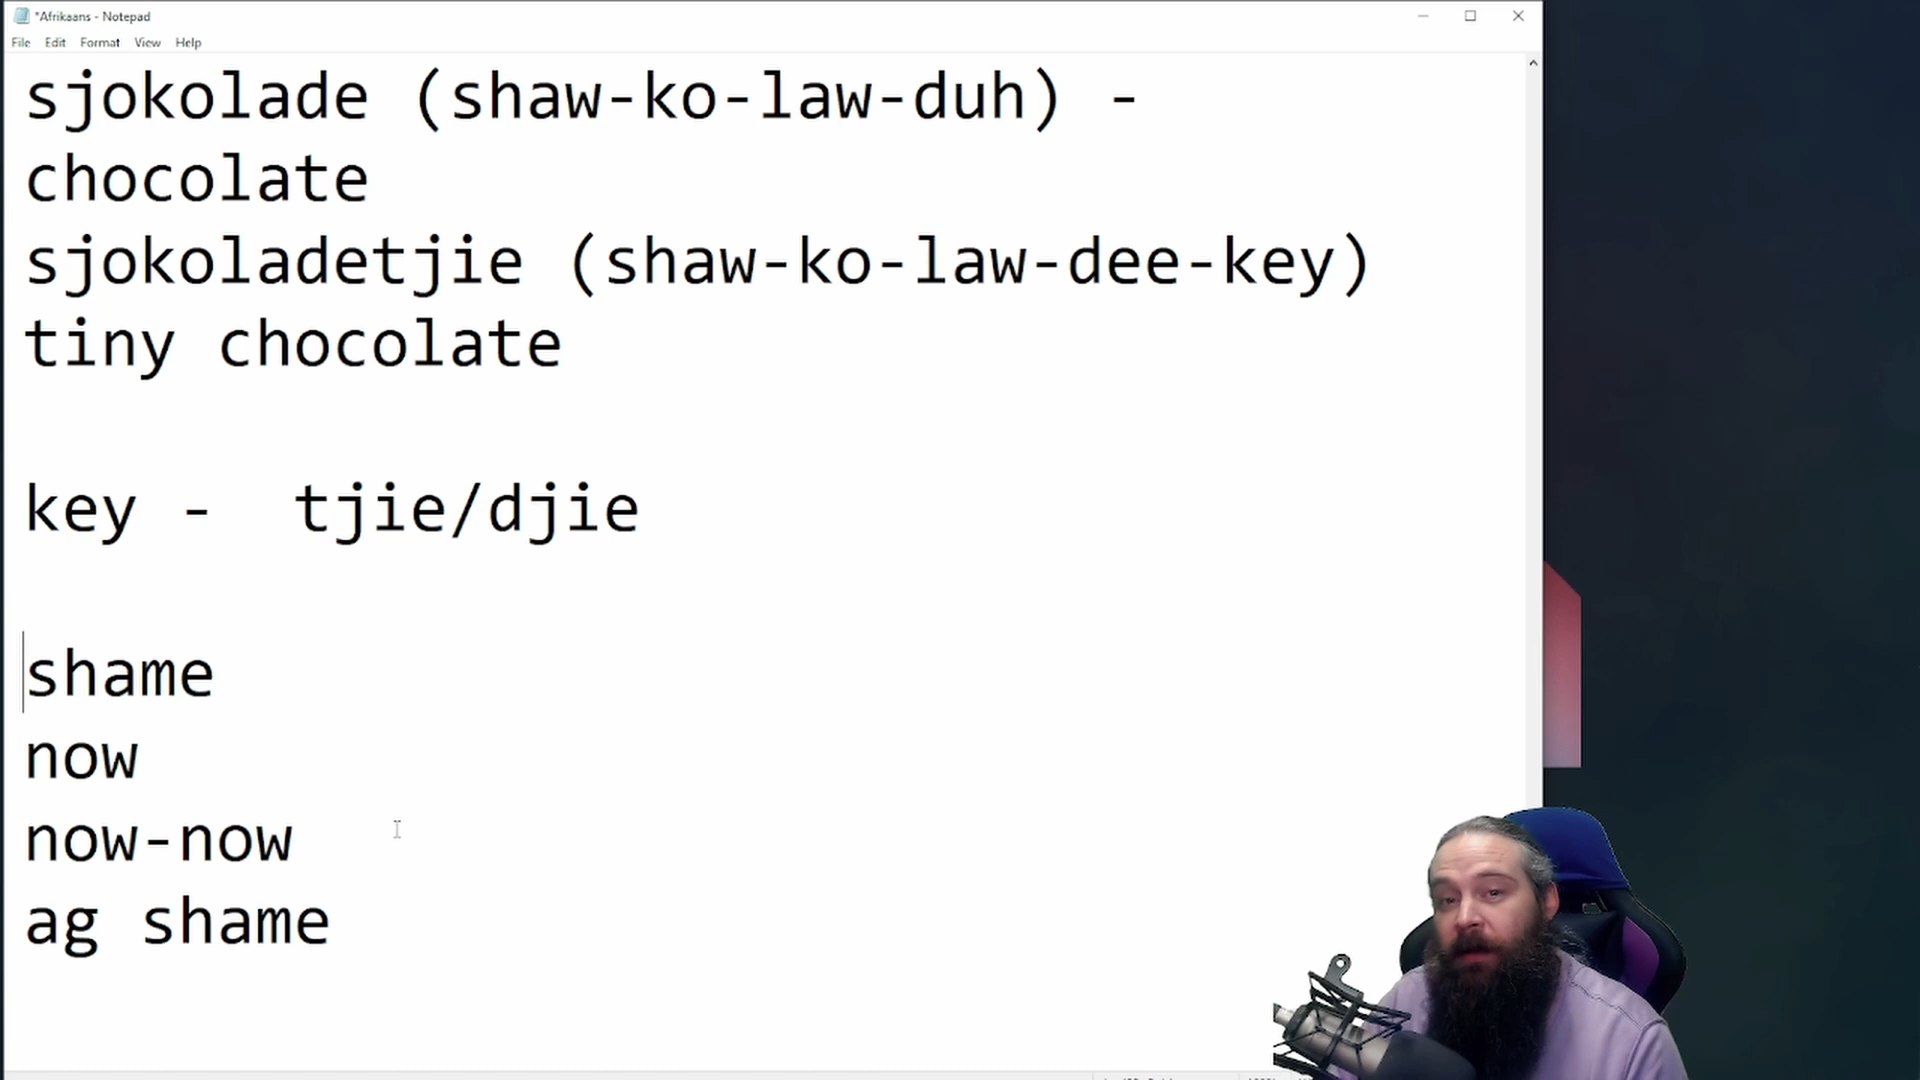 *Afrikaans - Notepad
File Edit Format View Help
sjokolade (shaw-ko-law-duh) -
chocolate
sjokoladetjie (shaw-ko-law-dee-key)
tiny chocolate
key - tjie/djie
shame
now
now-now
ag shame